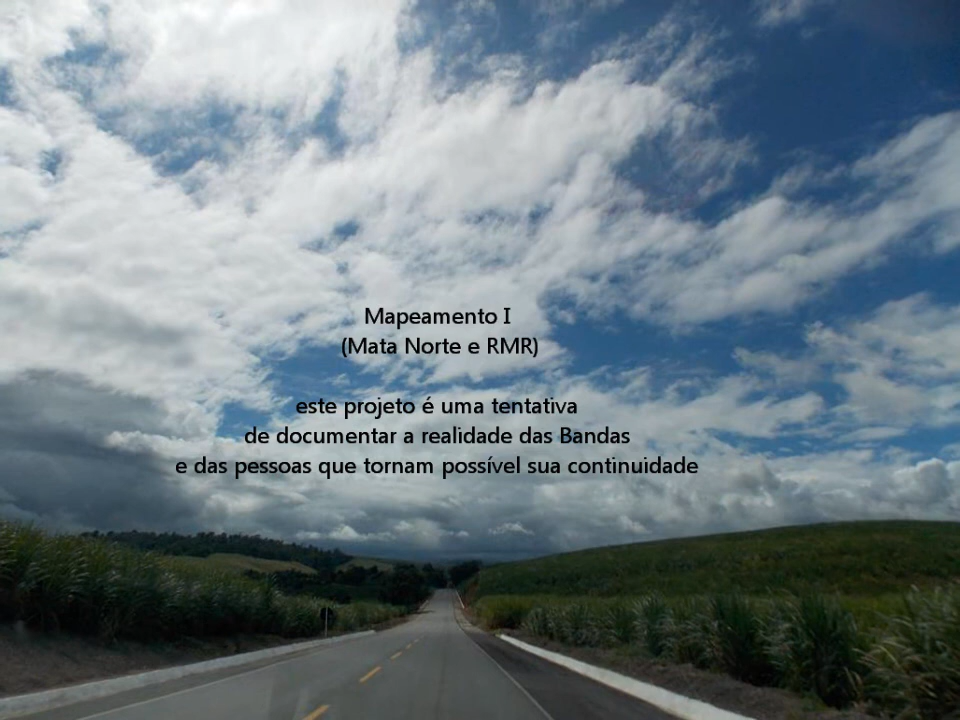 Mapeamento I
(Mata Norte e RMR)
este projeto é uma tentativa
de documentar a realidade das Bandas
e das pessoas que tornam possível sua continuidade